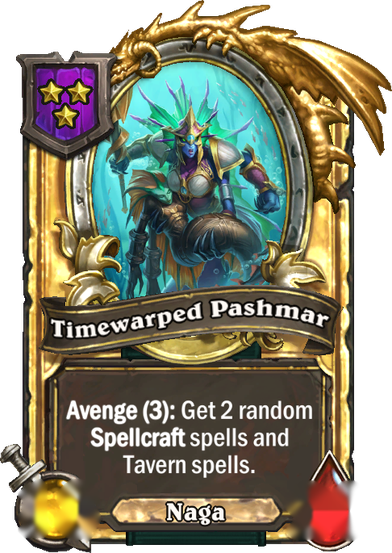 Timewarped Pashmar
Avenge (3): Get 2 random
Spellcraft spells and
Tavern spells.
Naga